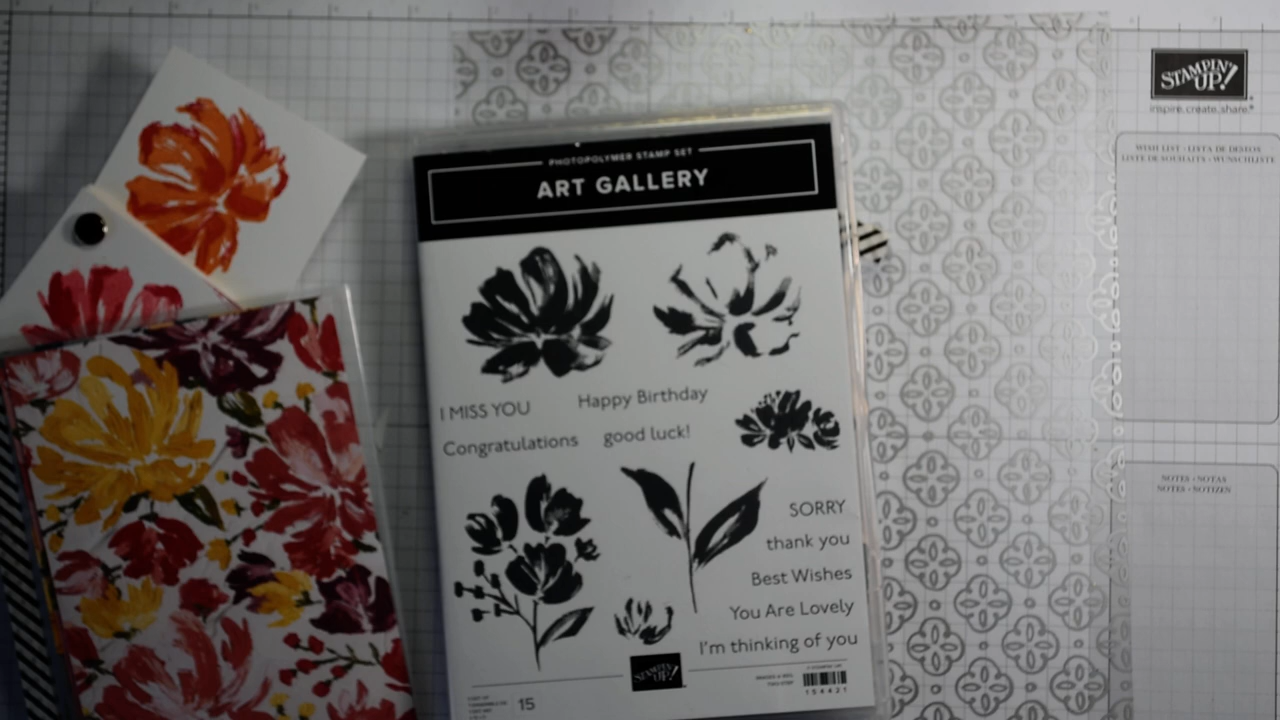 STAMPIN' UP!
inspire.create.share.
WISH LIST • LISTA DE DESEOS
LISTE DE SOUHAITS • WUNSCHLISTE
NOTES • NOTAS
NOTES • NOTIZEN
PHOTOPOLYMER STAMP SET
ART GALLERY
I MISS YOU
Happy Birthday
Congratulations
good luck!
SORRY
thank you
Best Wishes
You Are Lovely
I'm thinking of you
STAMPIN' UP!
15
154421